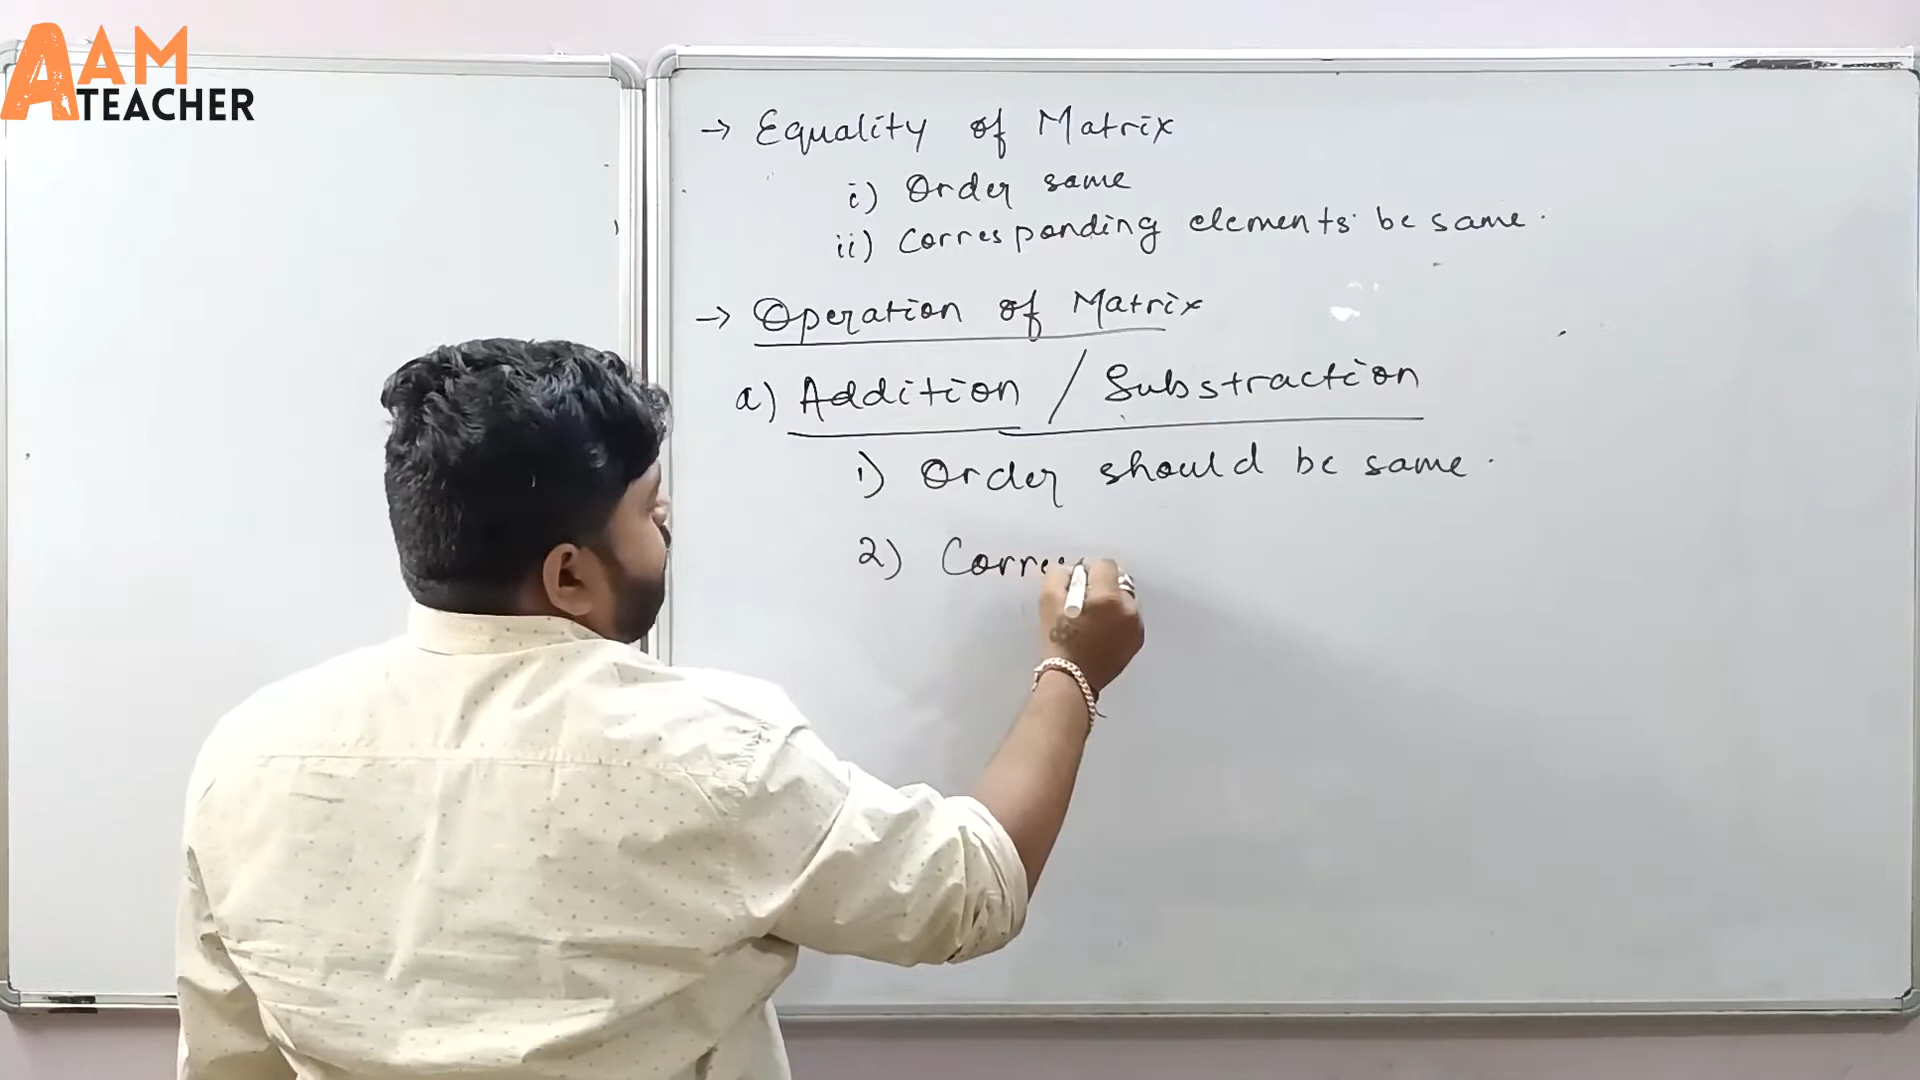 AAM
TEACHER
→ Equality of Matrix
i) Order same
ii) Corresponding elements be same.
→ Operation of Matrix
a) Addition / Substraction
1) Order should be same.
2) Corres